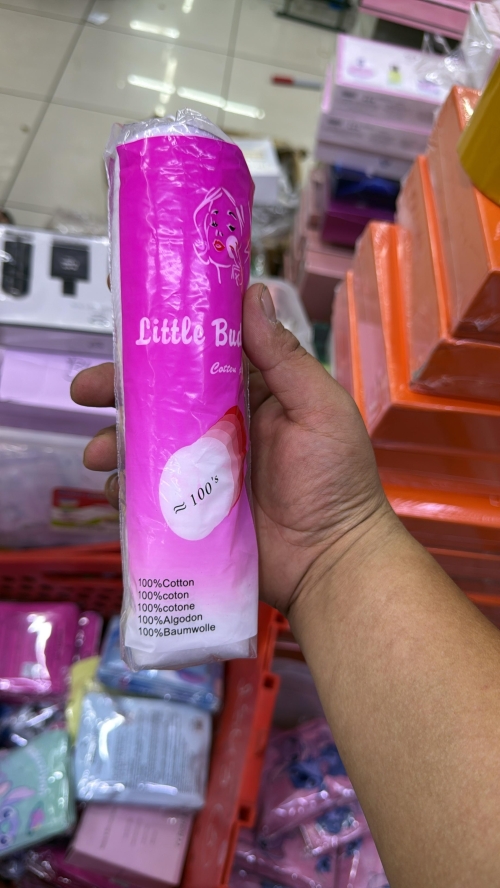 Little Bud
Cotton
≈ 100's
100%Cotton
100%coton
100%cotone
100%Algodon
100%Baumwolle